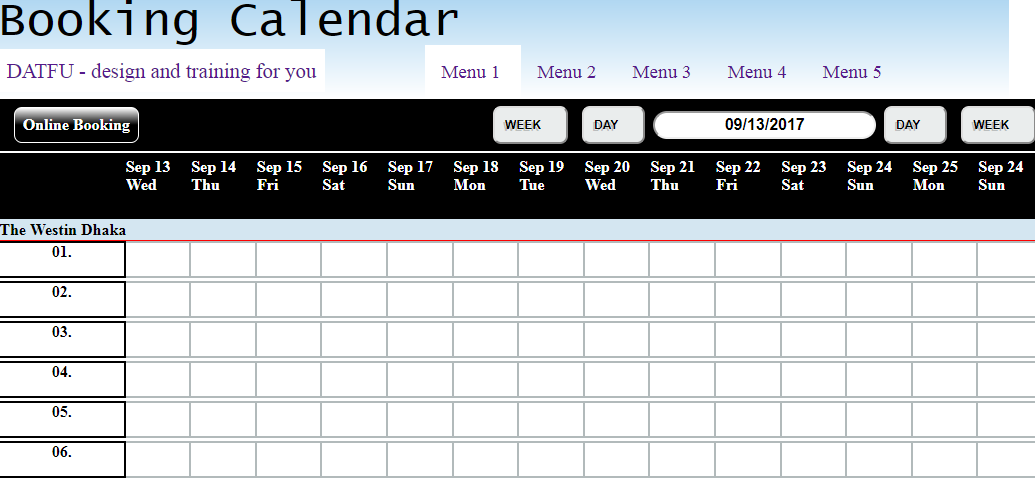 Booking Calendar
DATFU - design and training for you Menu 1 Menu 2 Menu 3 Menu 4 Menu 5
Online Booking WEEK DAY 09/13/2017 DAY WEEK
Sep 13 Sep 14 Sep 15 Sep 16 Sep 17 Sep 18 Sep 19 Sep 20 Sep 21 Sep 22 Sep 23 Sep 24 Sep 25 Sep 24
Wed Thu Fri Sat Sun Mon Tue Wed Thu Fri Sat Sun Mon Sun
The Westin Dhaka
01.
02.
03.
04.
05.
06.